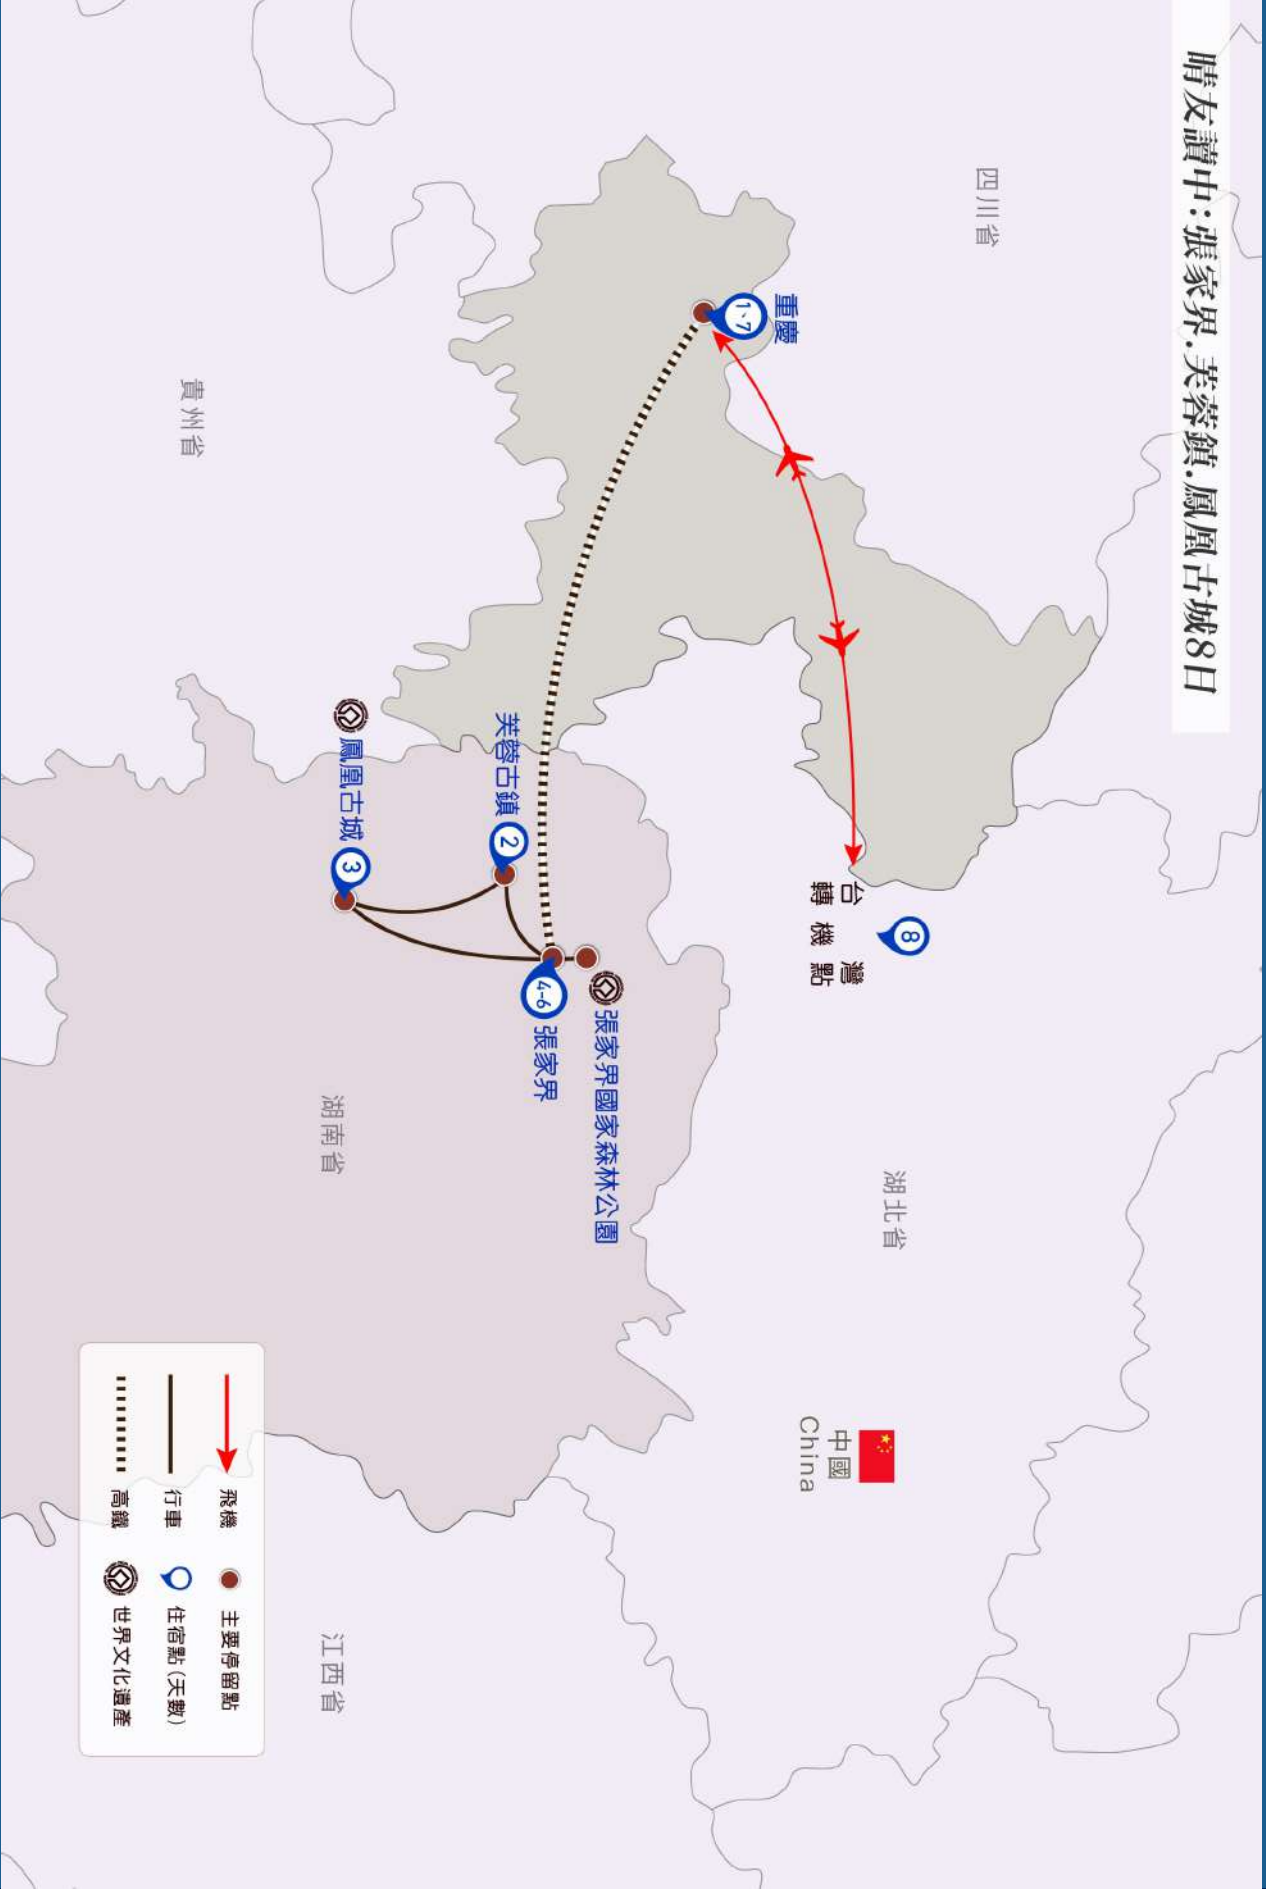 晴友讀中:張家界.芙蓉鎮.鳳凰古城8日
四川省
重慶
1、7
8
台灣
轉機點
湖北省
中國
China
張家界國家森林公園
4-6
張家界
芙蓉古鎮
2
鳳凰古城
3
貴州省
湖南省
江西省
飛機
主要停留點
行車
住宿點(天數)
高鐵
世界文化遺產